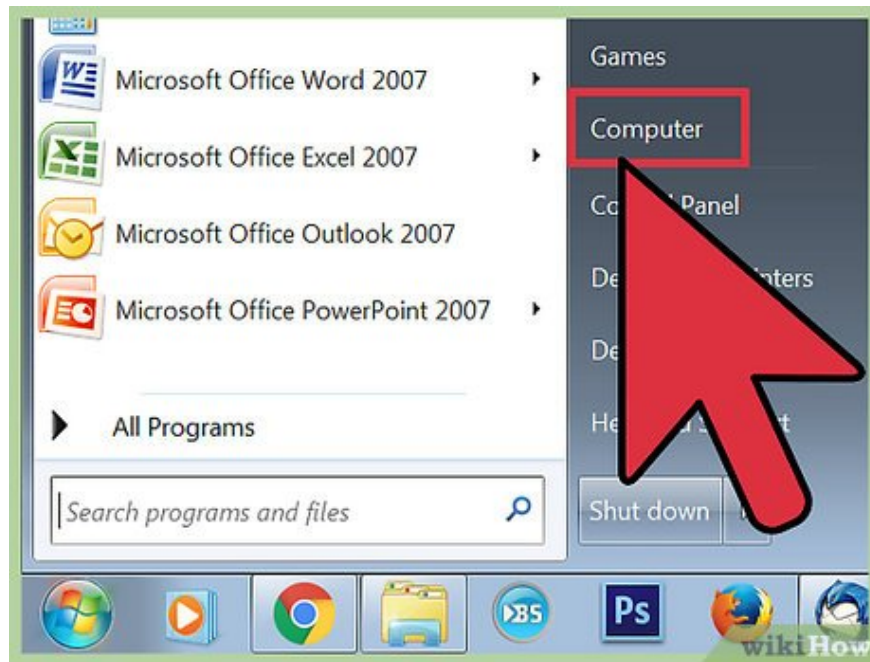 Microsoft Office Word 2007
Microsoft Office Excel 2007
Microsoft Office Outlook 2007
Microsoft Office PowerPoint 2007
All Programs
Search programs and files
Games
Computer
Panel
Shut down
DBS
Ps
wikiHow